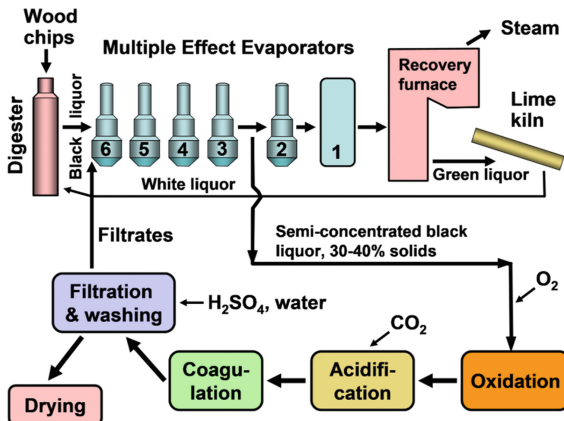 Wood
chips
Multiple Effect Evaporators
Steam
Recovery
furnace
Lime
kiln
Digester
Black liquor
6
5
4
3
2
1
Green liquor
White liquor
Filtrates
Semi-concentrated black
liquor, 30-40% solids
O₂
Filtration
& washing
H₂SO₄, water
CO₂
Coagu-
lation
Acidifi-
cation
Oxidation
Drying